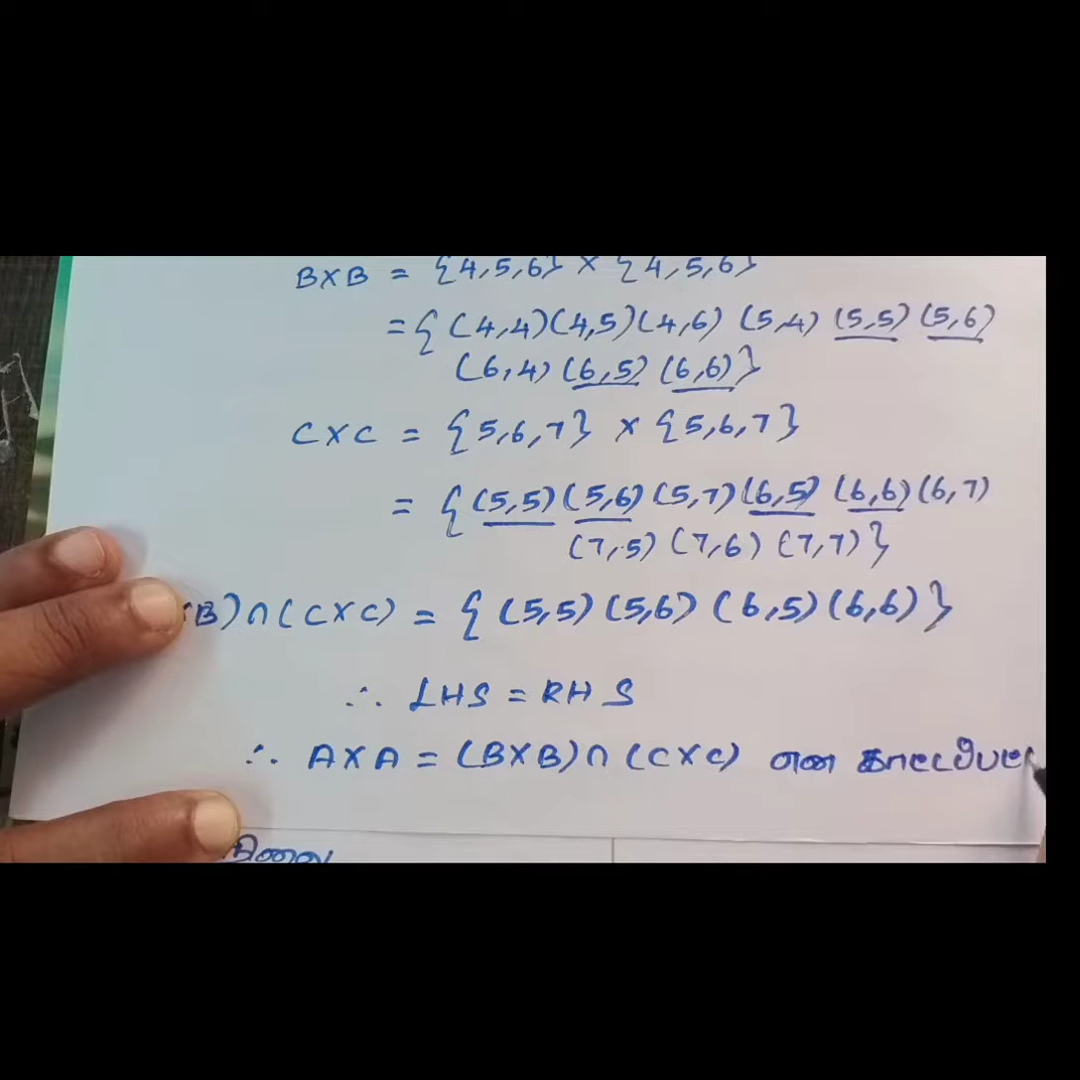 B×B = {4,5,6} × {4,5,6}
= { (4,4)(4,5)(4,6) (5,4) (5,5) (5,6)
(6,4) (6,5) (6,6)}
C×C = {5,6,7} × {5,6,7}
= { (5,5)(5,6)(5,7)(6,5) (6,6)(6,7)
(7,5) (7,6) (7,7)}
B)∩(C×C) = { (5,5)(5,6) (6,5)(6,6)}
∴ LHS = RHS
∴ A×A = (B×B)∩(C×C) என